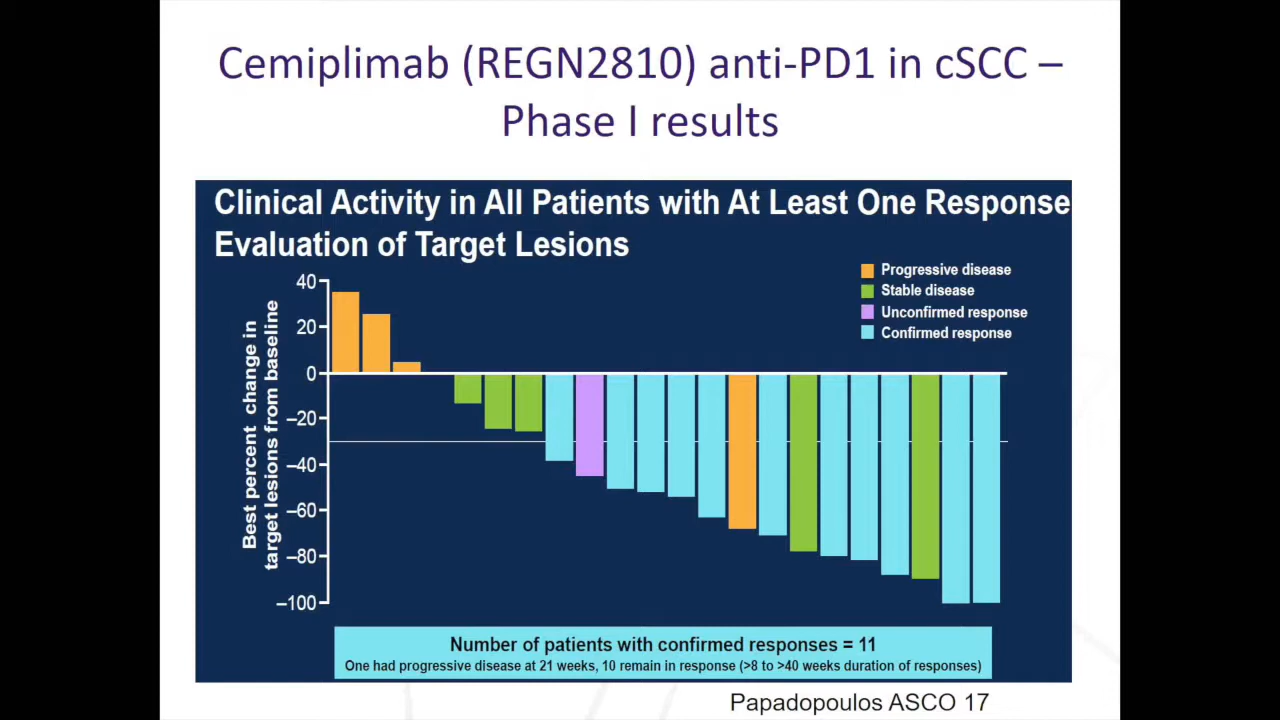 Cemiplimab (REGN2810) anti-PD1 in cSCC –
Phase I results
Clinical Activity in All Patients with At Least One Response
Evaluation of Target Lesions
Progressive disease
Stable disease
Unconfirmed response
Confirmed response
Best percent change in
target lesions from baseline
40
20
0
–20
–40
–60
–80
–100
Number of patients with confirmed responses = 11
One had progressive disease at 21 weeks, 10 remain in response (>8 to >40 weeks duration of responses)
Papadopoulos ASCO 17